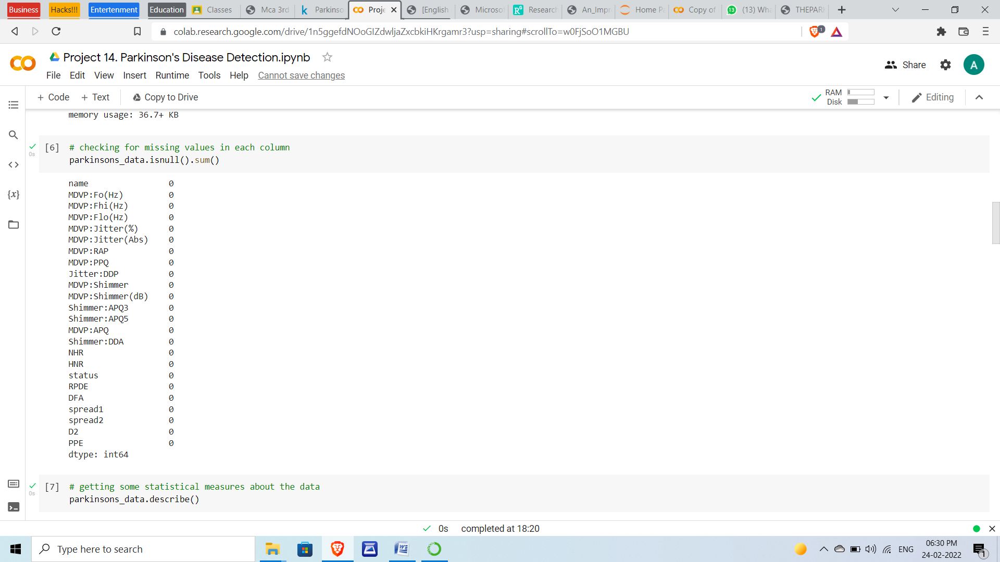 Business Hacks!!! Entertenment Education Classes Mca 3rd Parkinso Proje [English Microsof Research An_Impr Home Pa Copy of (13) Wha THEPARK
colab.research.google.com/drive/1n5ggefdNOoGIZdwljaZxcbkiHKrgamr3?usp=sharing#scrollTo=w0FjSoO1MGBU 1
Project 14. Parkinson's Disease Detection.ipynb
Share A
File Edit View Insert Runtime Tools Help Cannot save changes
+ Code + Text Copy to Drive RAM Disk Editing
memory usage: 36.7+ KB
[6] # checking for missing values in each column
0s
parkinsons_data.isnull().sum()
name 0
MDVP:Fo(Hz) 0
MDVP:Fhi(Hz) 0
MDVP:Flo(Hz) 0
MDVP:Jitter(%) 0
MDVP:Jitter(Abs) 0
MDVP:RAP 0
MDVP:PPQ 0
Jitter:DDP 0
MDVP:Shimmer 0
MDVP:Shimmer(dB) 0
Shimmer:APQ3 0
Shimmer:APQ5 0
MDVP:APQ 0
Shimmer:DDA 0
NHR 0
HNR 0
status 0
RPDE 0
DFA 0
spread1 0
spread2 0
D2 0
PPE 0
dtype: int64
[7] # getting some statistical measures about the data
0s
parkinsons_data.describe()
0s completed at 18:20
Type here to search ENG 06:30 PM
24-02-2022 1